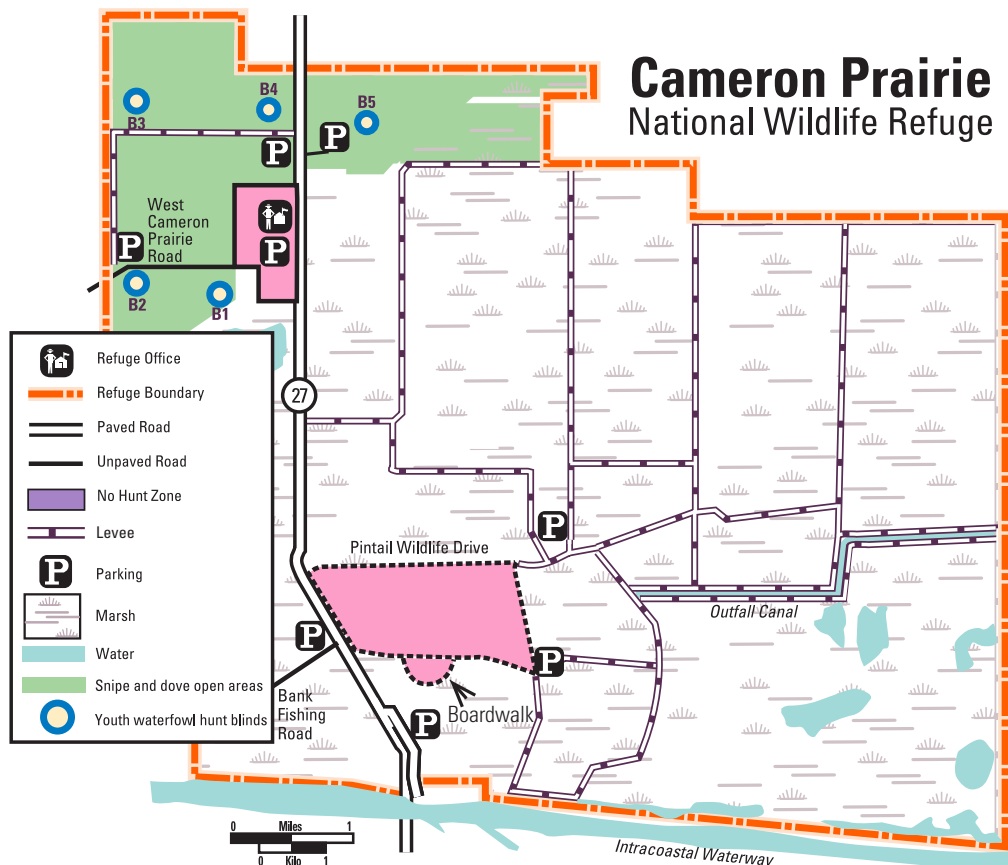 Cameron Prairie
National Wildlife Refuge
B4
B3
B5
P
P
West
Cameron
Prairie
Road
P
P
B2
B1
Refuge Office
Refuge Boundary
27
Paved Road
Unpaved Road
No Hunt Zone
Levee
P
Parking
Marsh
Water
Snipe and dove open areas
Youth waterfowl hunt blinds
P
Pintail Wildlife Drive
Outfall Canal
P
P
Bank
Fishing
Road
Boardwalk
P
0 Miles 1
0 Kilo 1
Intracoastal Waterway